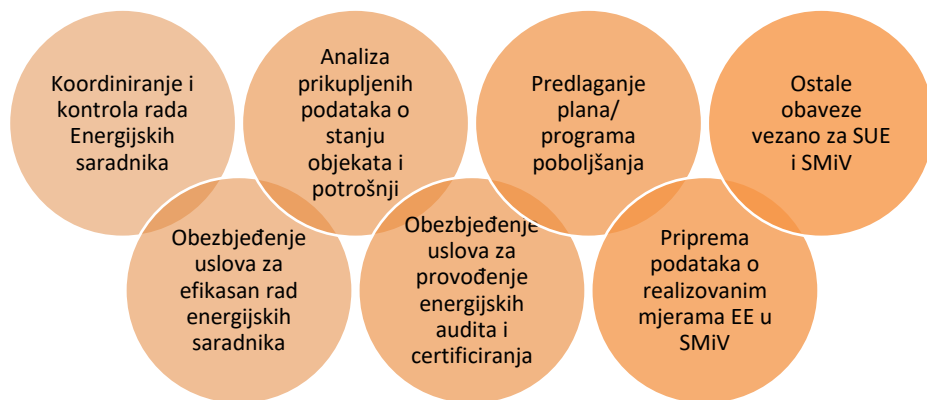 Koordiniranje i
kontrola rada
Energijskih
saradnika
Obezbjeđenje
uslova za
efikasan rad
energijskih
saradnika
Analiza
prikupljenih
podataka o
stanju
objekata i
potrošnji
Obezbjeđenje
uslova za
provođenje
energijskih
audita i
certificiranja
Predlaganje
plana/
programa
poboljšanja
Priprema
podataka o
realizovanim
mjerama EE u
SMiV
Ostale
obaveze
vezano za SUE
i SMiV